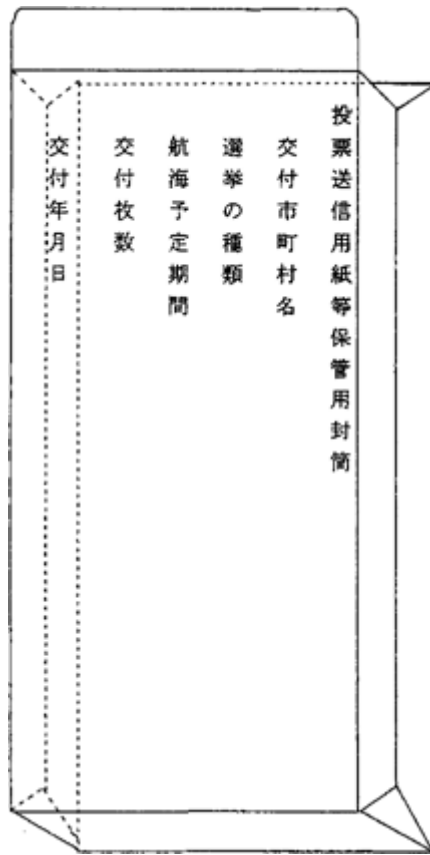 投票送信用紙等保管用封筒
交付市町村名
選挙の種類
航海予定期間
交付枚数
交付年月日